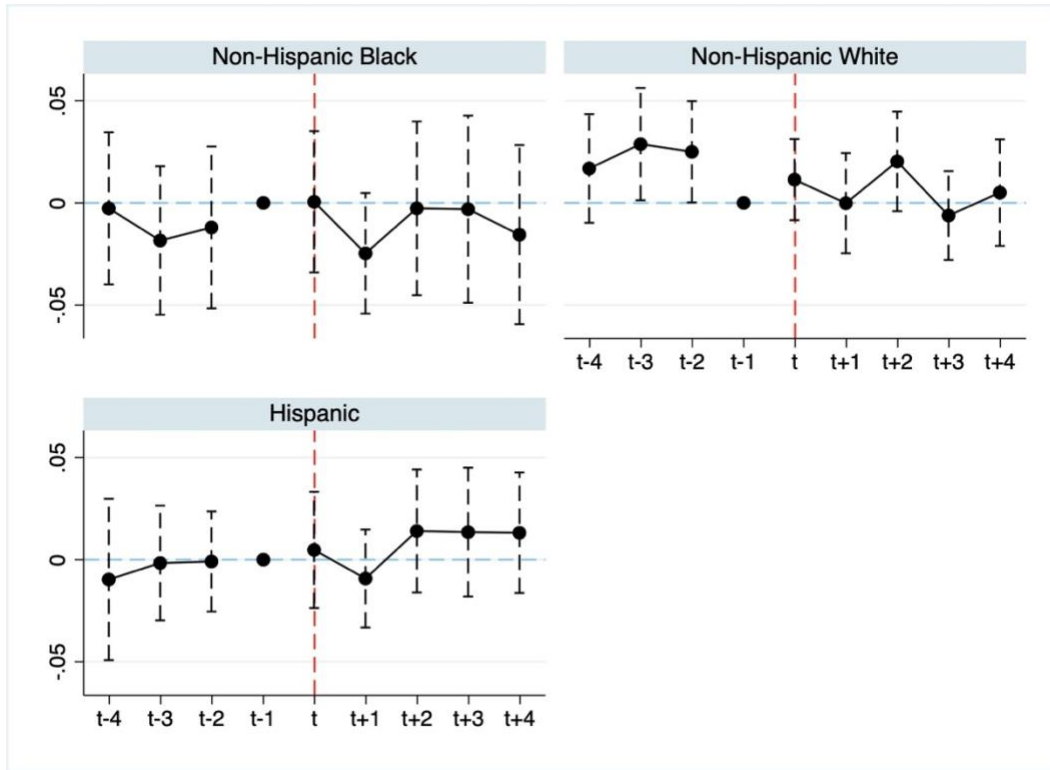 Non-Hispanic Black
Non-Hispanic White
.05
0
-.05
t-4 t-3 t-2 t-1 t t+1 t+2 t+3 t+4
Hispanic
.05
0
-.05
t-4 t-3 t-2 t-1 t t+1 t+2 t+3 t+4